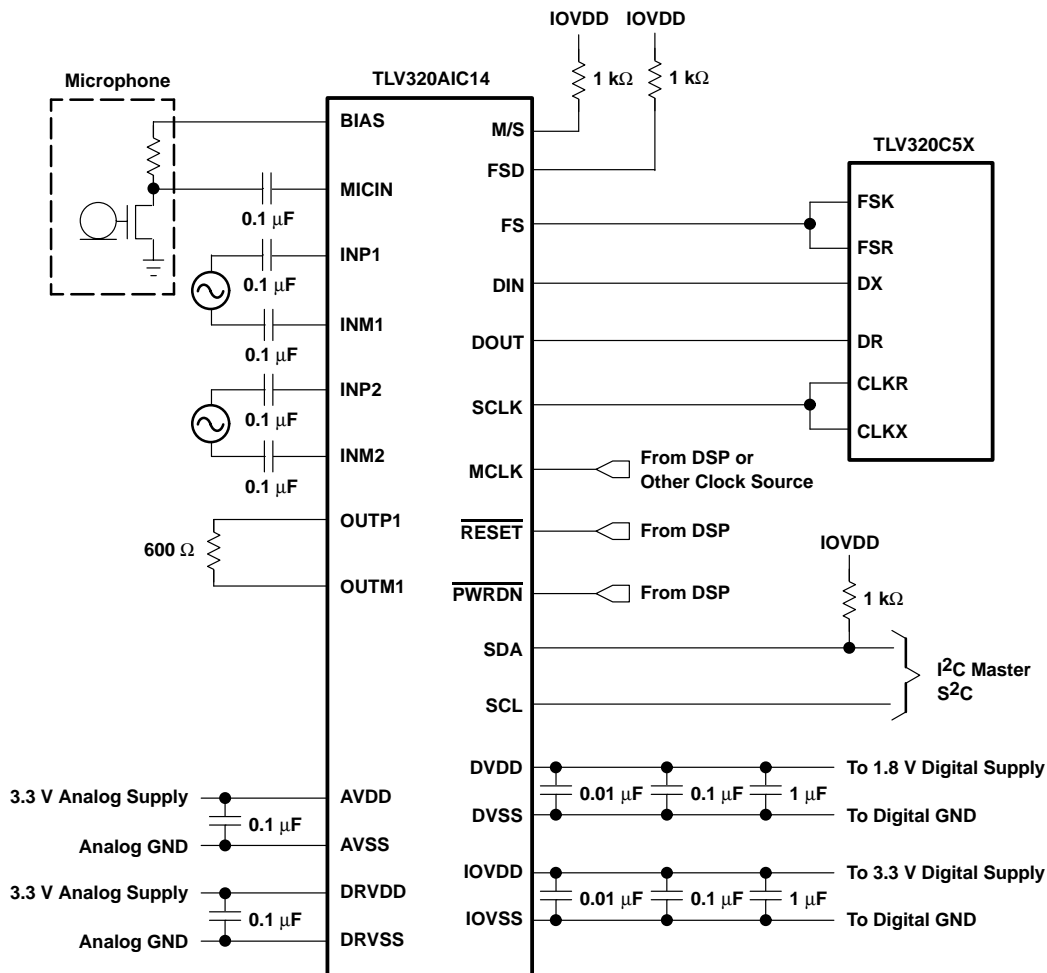 IOVDD
IOVDD
1 kΩ
1 kΩ
Microphone
TLV320AIC14
TLV320C5X
BIAS
M/S
FSD
MICIN
0.1 μF
FS
FSK
FSR
INP1
0.1 μF
DIN
DX
INM1
0.1 μF
DOUT
DR
INP2
0.1 μF
SCLK
CLKR
CLKX
INM2
0.1 μF
MCLK
From DSP or
Other Clock Source
OUTP1
RESET
From DSP
600 Ω
OUTM1
PWRDN
From DSP
IOVDD
1 kΩ
SDA
I2C Master
S2C
SCL
DVDD
To 1.8 V Digital Supply
0.01 μF
0.1 μF
1 μF
DVSS
To Digital GND
3.3 V Analog Supply
AVDD
0.1 μF
Analog GND
AVSS
IOVDD
To 3.3 V Digital Supply
0.01 μF
0.1 μF
1 μF
IOVSS
To Digital GND
3.3 V Analog Supply
DRVDD
0.1 μF
Analog GND
DRVSS